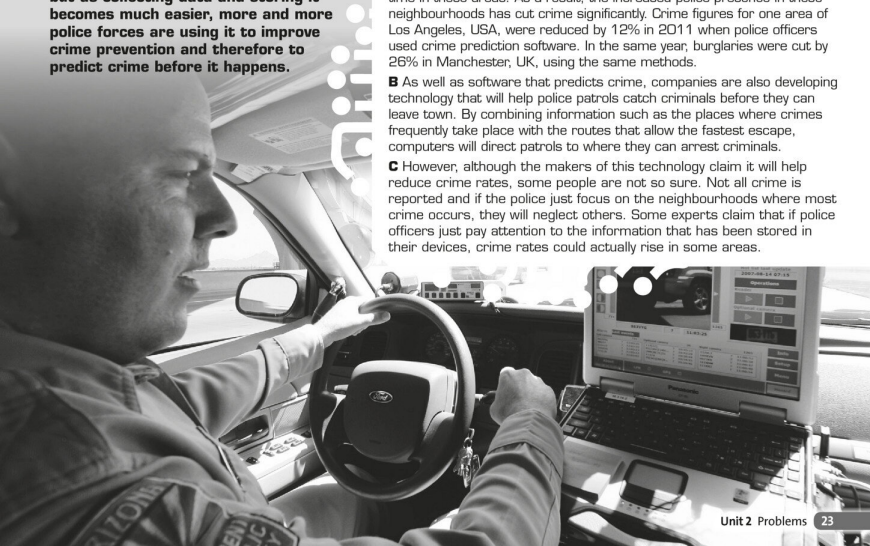 but as collecting data and storing it
becomes much easier, more and more
police forces are using it to improve
crime prevention and therefore to
predict crime before it happens.
time in these areas. As a result, the increased police presence in these
neighbourhoods has cut crime significantly. Crime figures for one area of
Los Angeles, USA, were reduced by 12% in 2011 when police officers
used crime prediction software. In the same year, burglaries were cut by
26% in Manchester, UK, using the same methods.
B As well as software that predicts crime, companies are also developing
technology that will help police patrols catch criminals before they can
leave town. By combining information such as the places where crimes
frequently take place with the routes that allow the fastest escape,
computers will direct patrols to where they can arrest criminals.
C However, although the makers of this technology claim it will help
reduce crime rates, some people are not so sure. Not all crime is
reported and if the police just focus on the neighbourhoods where most
crime occurs, they will neglect others. Some experts claim that if police
officers just pay attention to the information that has been stored in
their devices, crime rates could actually rise in some areas.
Operations
Ford
Panasonic
Unit 2 Problems 23